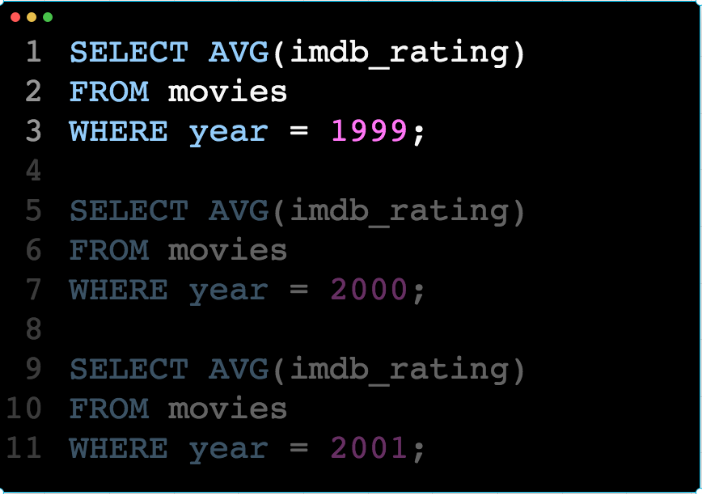 1 SELECT AVG(imdb_rating)
2 FROM movies
3 WHERE year = 1999;
4
5 SELECT AVG(imdb_rating)
6 FROM movies
7 WHERE year = 2000;
8
9 SELECT AVG(imdb_rating)
10 FROM movies
11 WHERE year = 2001;